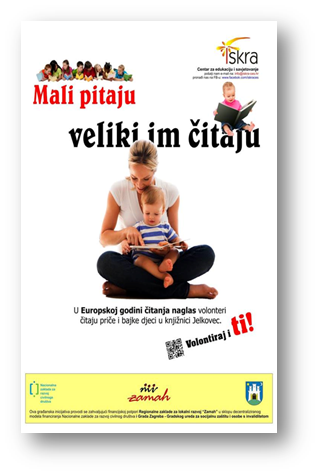 iskra
Centar za edukaciju i savjetovanje
Mali pitaju
veliki im čitaju
U Europskoj godini čitanja naglas volonteri
čitaju priče i bajke djeci u knjižnici Jelkovec.
Volontiraj i ti!
Nacionalna
zaklada za
razvoj
civilnoga
društva
zamah
Ova građanska inicijativa provodi se zahvaljujući financijskoj potpori Regionalne zaklade za lokalni razvoj "Zamah" u sklopu decentraliziranog
modela financiranja Nacionalne zaklade za razvoj civilnog društva i Grada Zagreba - Gradskog ureda za socijalnu zaštitu i osobe s invaliditetom